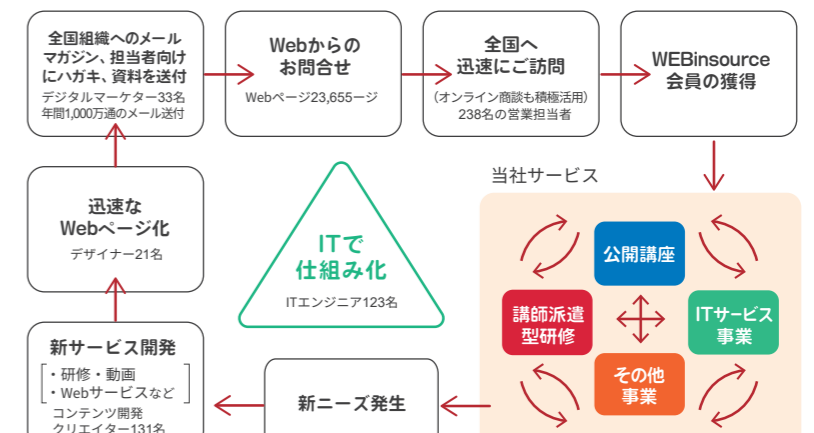 全国組織へのメール
マガジン、担当者向け
にハガキ、資料を送付
デジタルマーケター33名
年間1,000万通のメール送付
Webからの
お問合せ
Webページ23,655ージ
全国へ
迅速にご訪問
(オンライン商談も積極活用)
238名の営業担当者
WEBinsource
会員の獲得
当社サービス
公開講座
講師派遣
型研修
ITサービス
事業
その他
事業
新ニーズ発生
新サービス開発
・研修・動画
・Webサービスなど
コンテンツ開発
クリエイター131名
迅速な
Webページ化
デザイナー21名
ITで
仕組み化
ITエンジニア123名